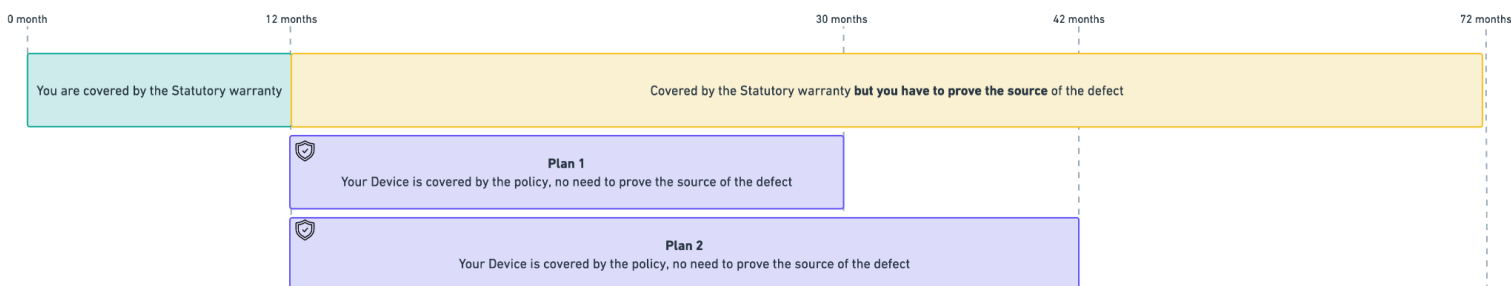 0 month
12 months
30 months
42 months
72 months
You are covered by the Statutory warranty
Covered by the Statutory warranty but you have to prove the source of the defect
Plan 1
Your Device is covered by the policy, no need to prove the source of the defect
Plan 2
Your Device is covered by the policy, no need to prove the source of the defect